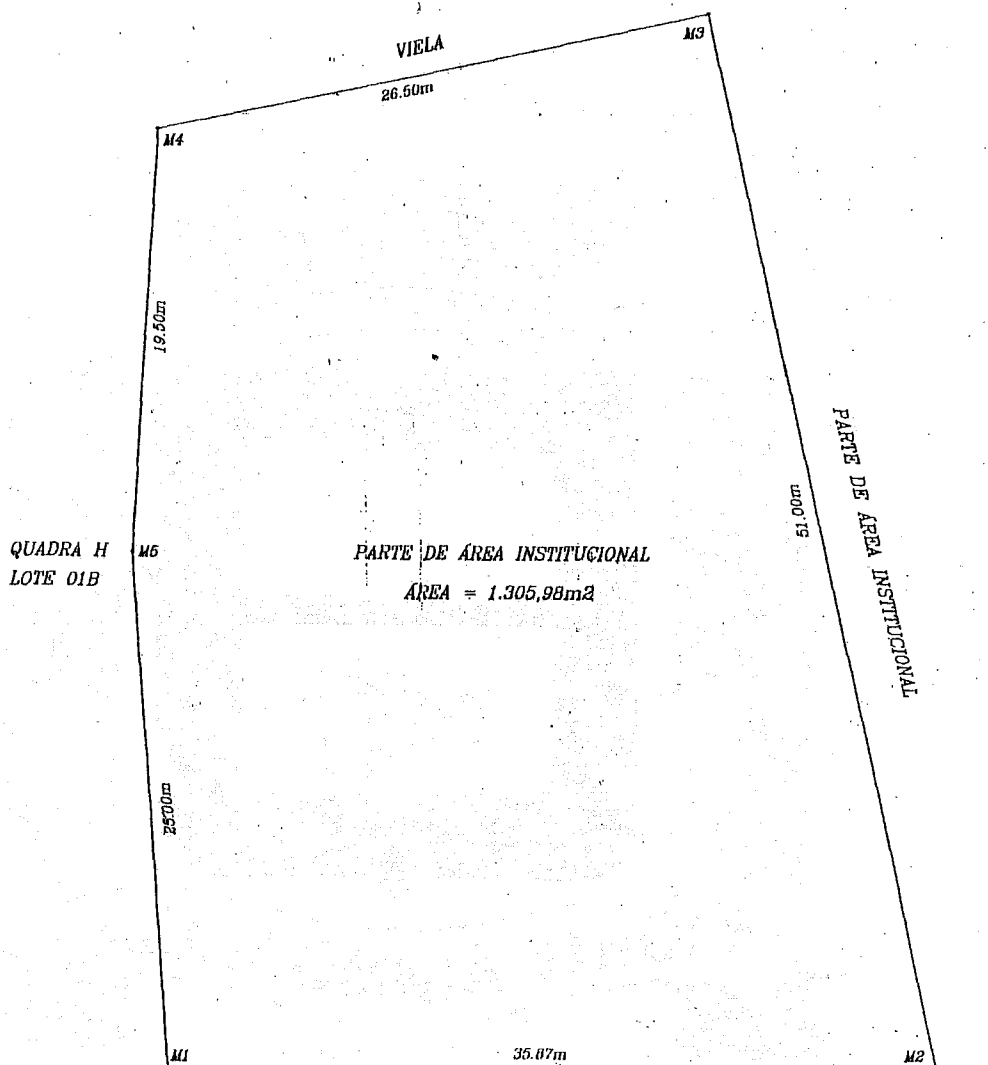 VIELA
M3
26.50m
M4
19.50m
PARTE DE ÁREA INSTITUCIONAL
51.00m
QUADRA H
LOTE 01B
M5
PARTE DE ÁREA INSTITUCIONAL
ÁREA = 1.305,98m2
25.00m
M1
35.87m
M2